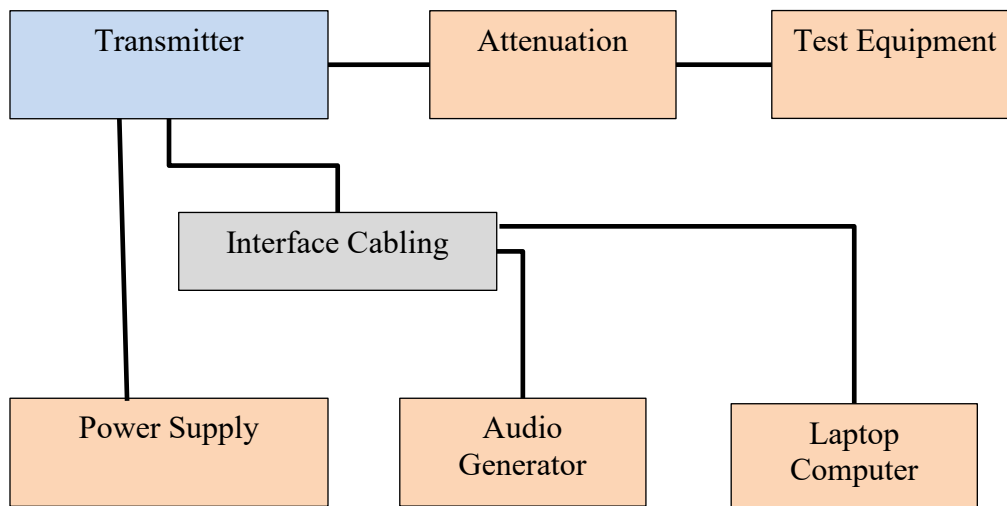 Transmitter
Attenuation
Test Equipment
Interface Cabling
Power Supply
Audio
Generator
Laptop
Computer